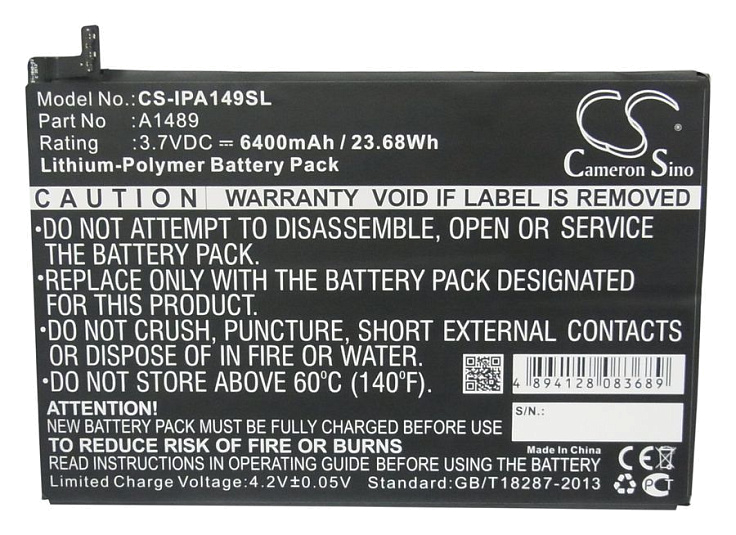 Model No.:CS-IPA149SL
Part No :A1489
Rating :3.7VDC ⎓ 6400mAh / 23.68Wh
Lithium-Polymer Battery Pack
CS
Cameron Sino
CAUTION WARRANTY VOID IF LABEL IS REMOVED
•DO NOT ATTEMPT TO DISASSEMBLE, OPEN OR SERVICE
THE BATTERY PACK.
•REPLACE ONLY WITH THE BATTERY PACK DESIGNATED
FOR THIS PRODUCT.
•DO NOT CRUSH, PUNCTURE, SHORT EXTERNAL CONTACTS
OR DISPOSE OF IN FIRE OR WATER.
•DO NOT STORE ABOVE 60°C (140°F).
4 894128 083689
S/N.:
ATTENTION!
NEW BATTERY PACK MUST BE FULLY CHARGED BEFORE USE
TO REDUCE RISK OF FIRE OR BURNS
READ INSTRUCTIONS IN OPERATING GUIDE BEFORE USING THE BATTERY
Limited Charge Voltage:4.2V±0.05V Standard:GB/T18287-2013
Made In China
CE
PCT